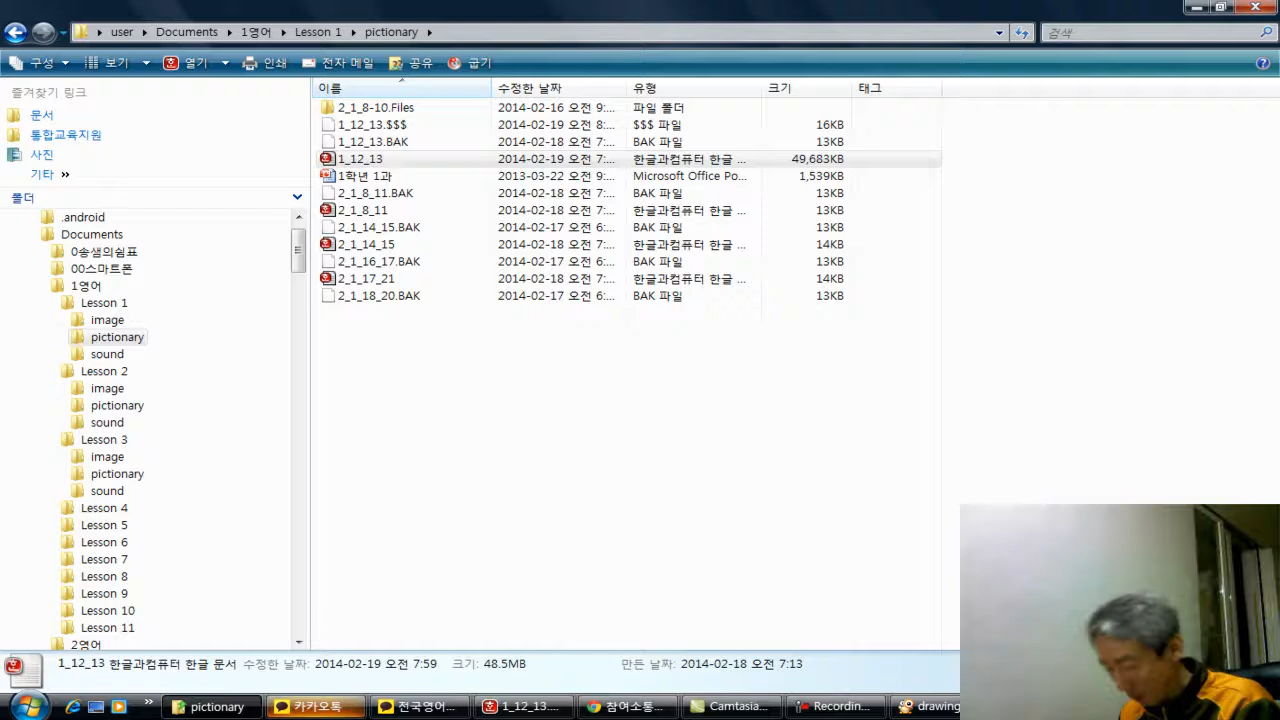 user ▸ Documents ▸ 1영어 ▸ Lesson 1 ▸ pictionary ▸
검색
구성 보기 열기 인쇄 전자 메일 공유 굽기
즐겨찾기 링크
문서
통합교육지원
사진
기타 »
폴더
.android
Documents
0송샘의쉼표
00스마트폰
1영어
Lesson 1
image
pictionary
sound
Lesson 2
image
pictionary
sound
Lesson 3
image
pictionary
sound
Lesson 4
Lesson 5
Lesson 6
Lesson 7
Lesson 8
Lesson 9
Lesson 10
Lesson 11
2영어
이름 수정한 날짜 유형 크기 태그
2_1_8-10.Files 2014-02-16 오전 9:... 파일 폴더
1_12_13.$$$ 2014-02-19 오전 8:... $$$ 파일 16KB
1_12_13.BAK 2014-02-18 오전 7:... BAK 파일 13KB
1_12_13 2014-02-19 오전 7:... 한글과컴퓨터 한글 ... 49,683KB
1학년 1과 2013-03-22 오전 9:... Microsoft Office Po... 1,539KB
2_1_8_11.BAK 2014-02-18 오전 7:... BAK 파일 13KB
2_1_8_11 2014-02-18 오전 7:... 한글과컴퓨터 한글 ... 13KB
2_1_14_15.BAK 2014-02-18 오전 7:... BAK 파일 13KB
2_1_14_15 2014-02-18 오전 7:... 한글과컴퓨터 한글 ... 14KB
2_1_16_17.BAK 2014-02-17 오전 6:... BAK 파일 13KB
2_1_17_21 2014-02-18 오전 7:... 한글과컴퓨터 한글 ... 14KB
2_1_18_20.BAK 2014-02-17 오전 6:... BAK 파일 13KB
1_12_13 한글과컴퓨터 한글 문서 수정한 날짜: 2014-02-19 오전 7:59 크기: 48.5MB 만든 날짜: 2014-02-18 오전 7:13
» pictionary 카카오톡 전국영어... 1_12_13.... 참여소통... Camtasia... Recordin... drawing